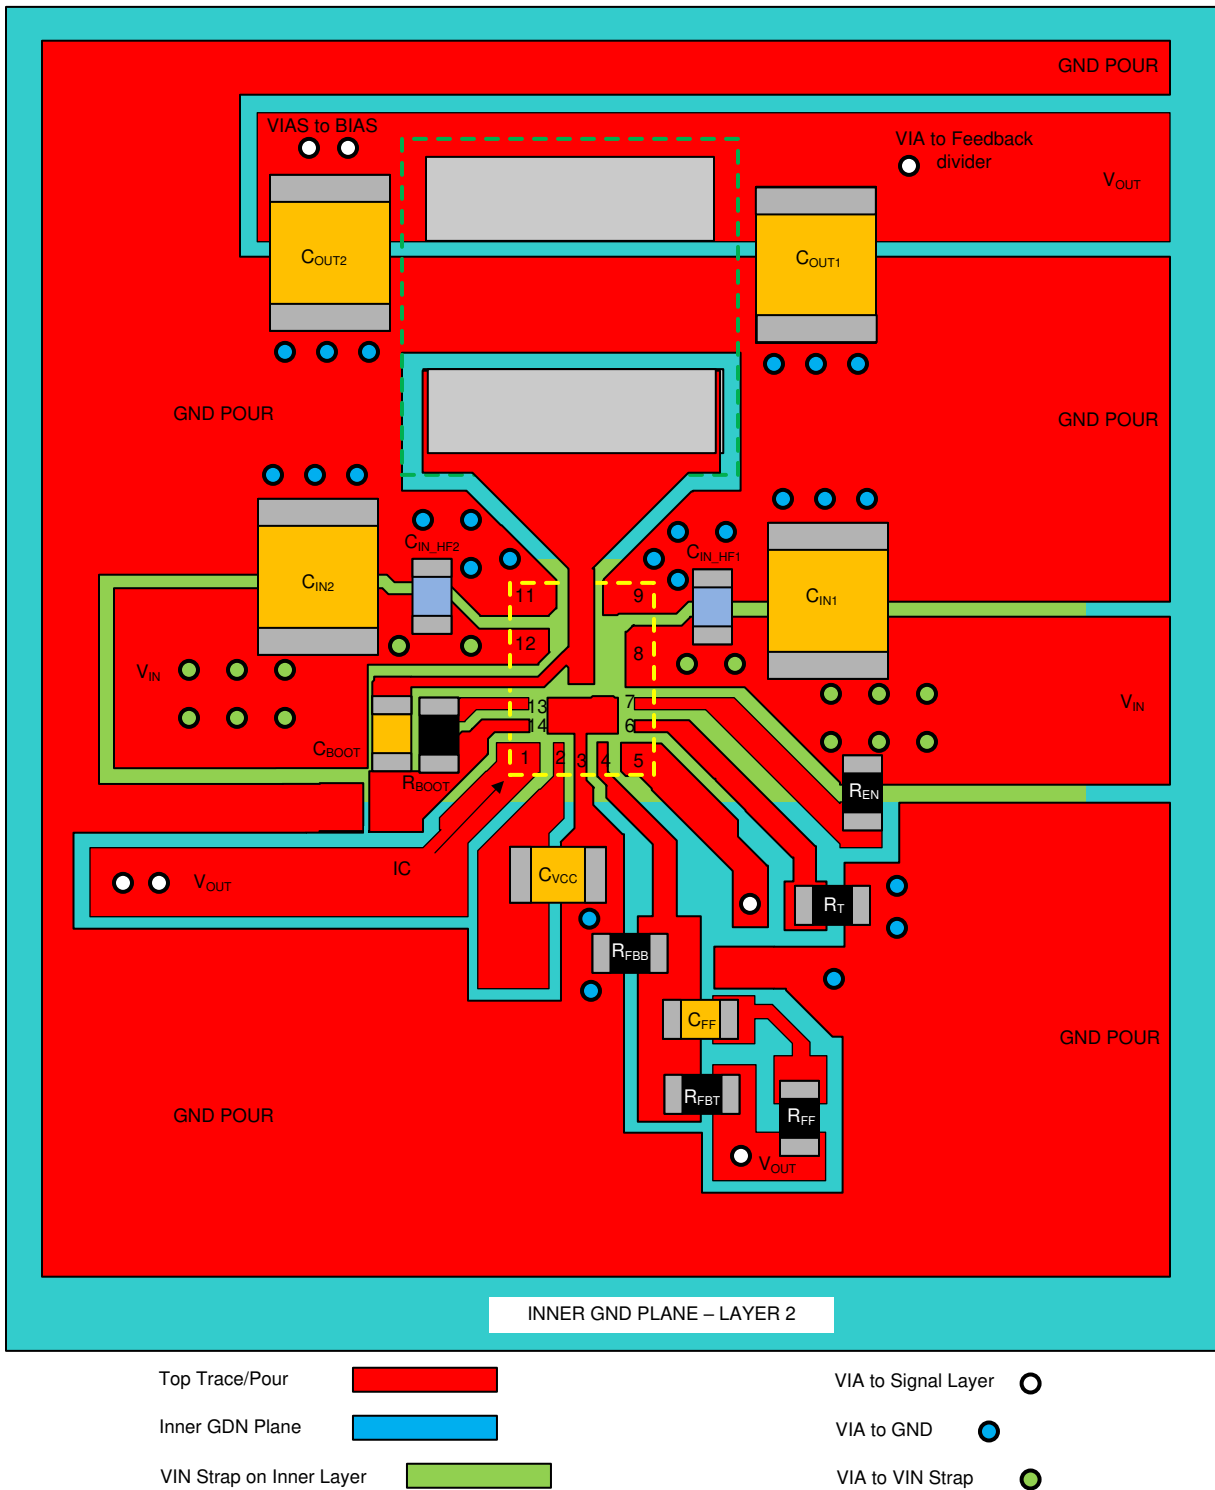 GND POUR
VIAS to BIAS
VIA to Feedback
divider
VOUT
COUT2
COUT1
GND POUR
GND POUR
CIN_HF2
CIN_HF1
CIN2
11
9
CIN1
12
8
VIN
VIN
13
7
14
6
CBOOT
RBOOT
1
2
3
4
5
REN
IC
VOUT
CVCC
RT
RFBB
CFF
GND POUR
RFBT
RFF
GND POUR
VOUT
INNER GND PLANE – LAYER 2
Top Trace/Pour
VIA to Signal Layer
Inner GDN Plane
VIA to GND
VIN Strap on Inner Layer
VIA to VIN Strap